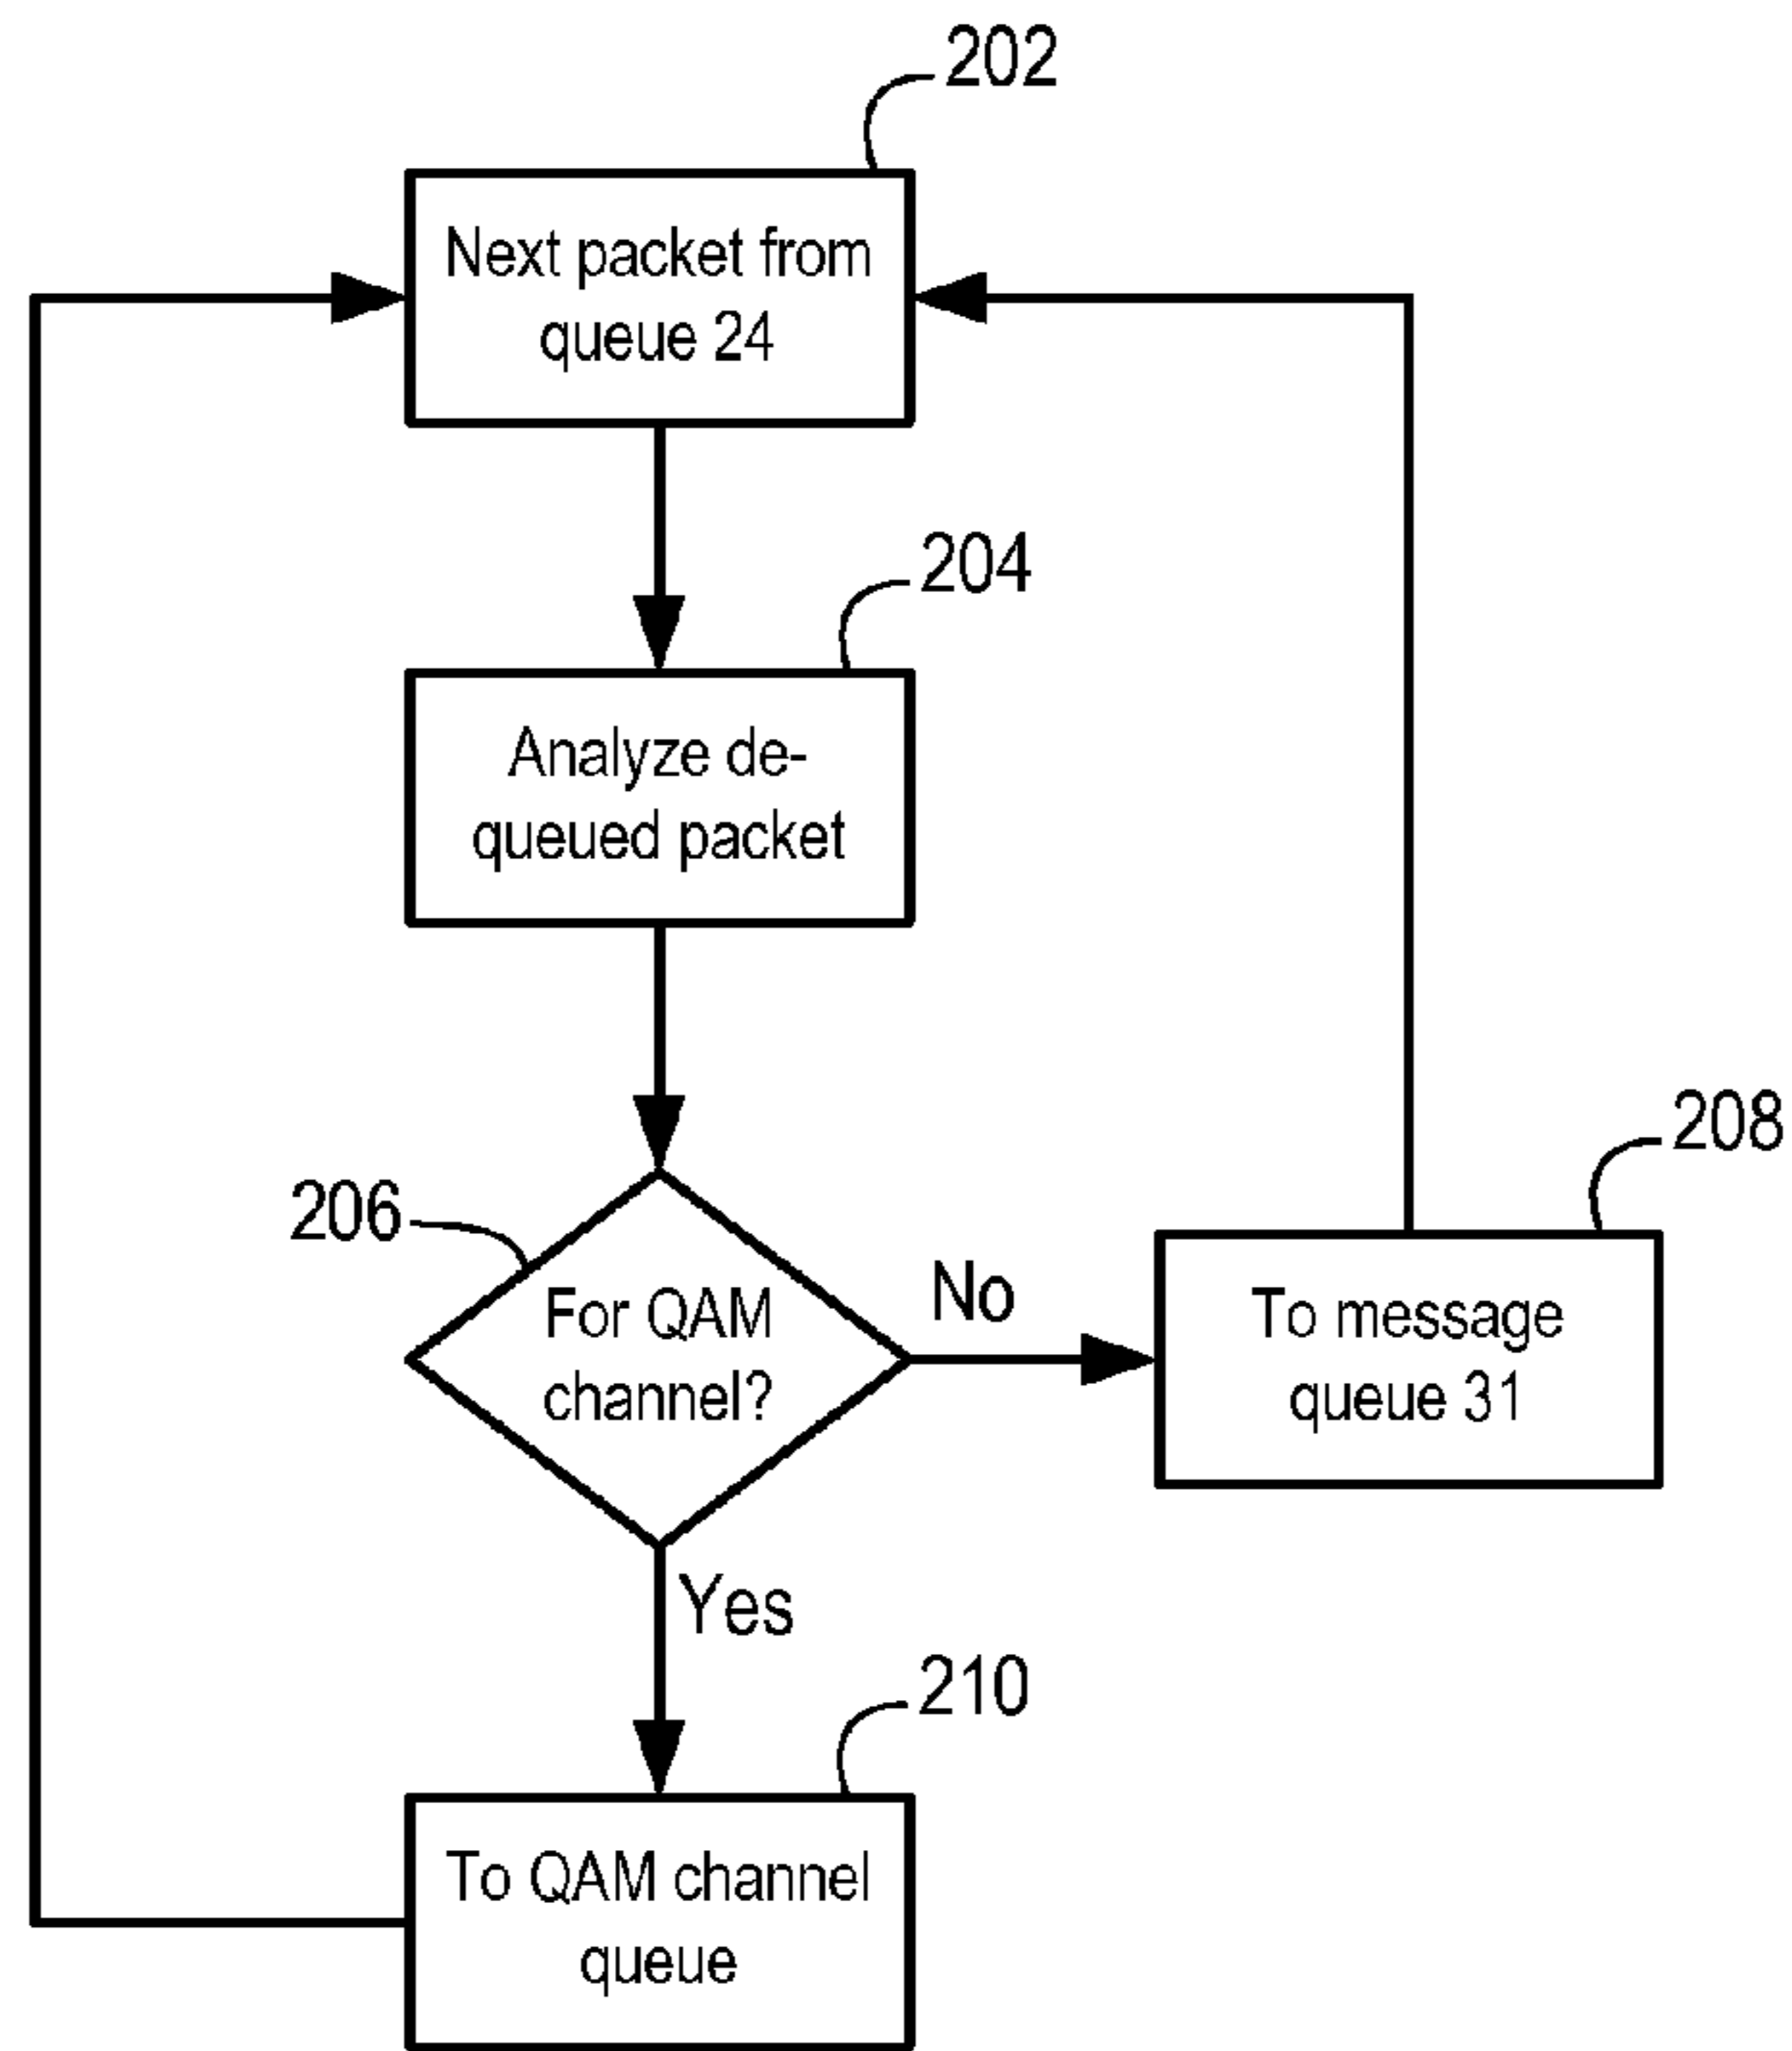 202
Next packet from
queue 24
204
Analyze de-
queued packet
206
For QAM
channel?
No
208
To message
queue 31
Yes
210
To QAM channel
queue